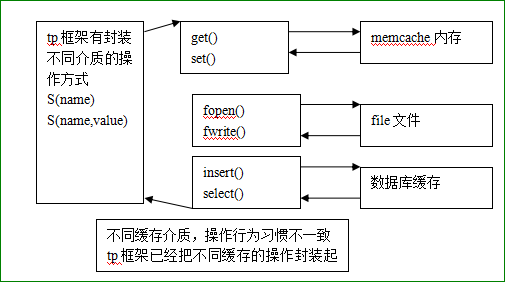 tp 框架有封装
不同介质的操
作方式
S(name)
S(name,value)
get()
set()
memcache 内存
fopen()
fwrite()
file 文件
insert()
select()
数据库缓存
不同缓存介质，操作行为习惯不一致
tp 框架已经把不同缓存的操作封装起